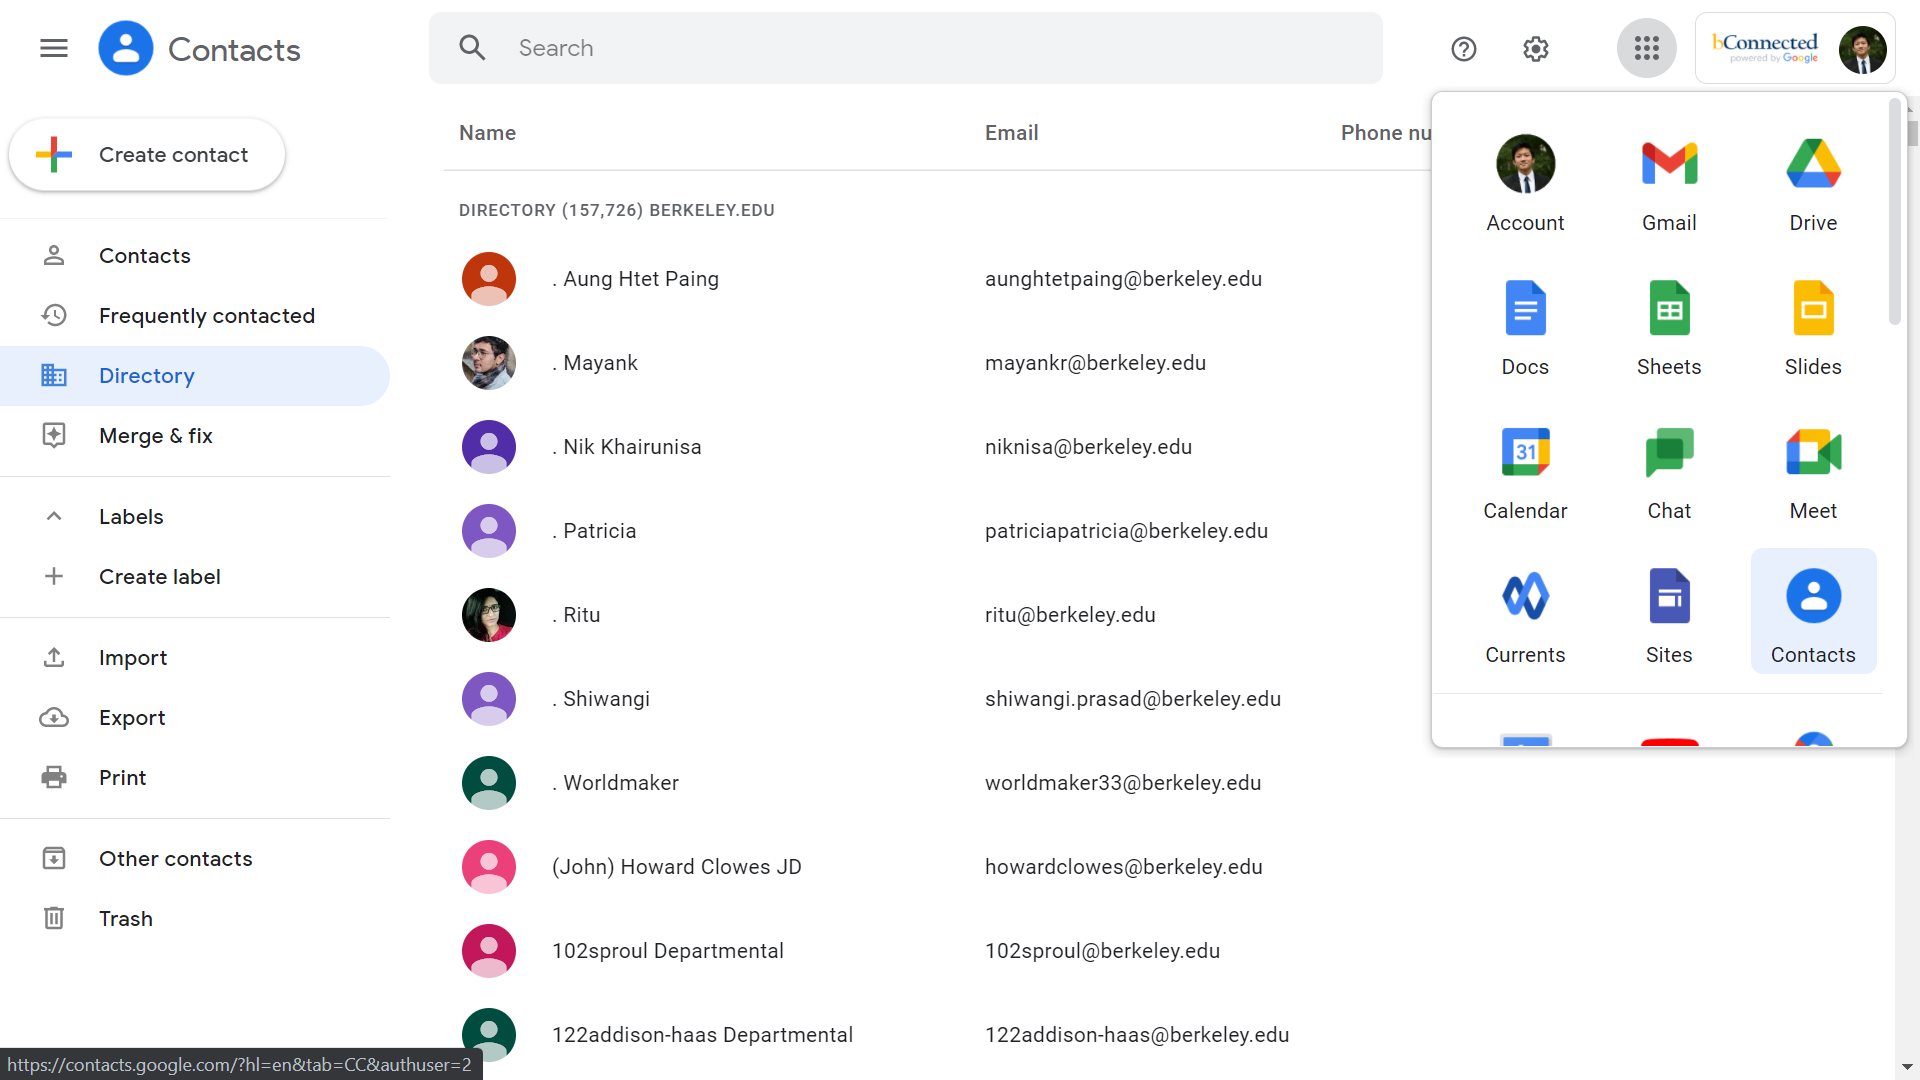 Contacts
Search
bConnected
powered by Google
Create contact
Contacts
Frequently contacted
Directory
Merge & fix
Labels
Create label
Import
Export
Print
Other contacts
Trash
Name Email Phone nu
DIRECTORY (157,726) BERKELEY.EDU
. Aung Htet Paing aunghtetpaing@berkeley.edu
. Mayank mayankr@berkeley.edu
. Nik Khairunisa niknisa@berkeley.edu
. Patricia patriciapatricia@berkeley.edu
. Ritu ritu@berkeley.edu
. Shiwangi shiwangi.prasad@berkeley.edu
. Worldmaker worldmaker33@berkeley.edu
(John) Howard Clowes JD howardclowes@berkeley.edu
102sproul Departmental 102sproul@berkeley.edu
122addison-haas Departmental 122addison-haas@berkeley.edu
Account Gmail Drive
Docs Sheets Slides
31
Calendar Chat Meet
Currents Sites Contacts
https://contacts.google.com/?hl=en&tab=CC&authuser=2